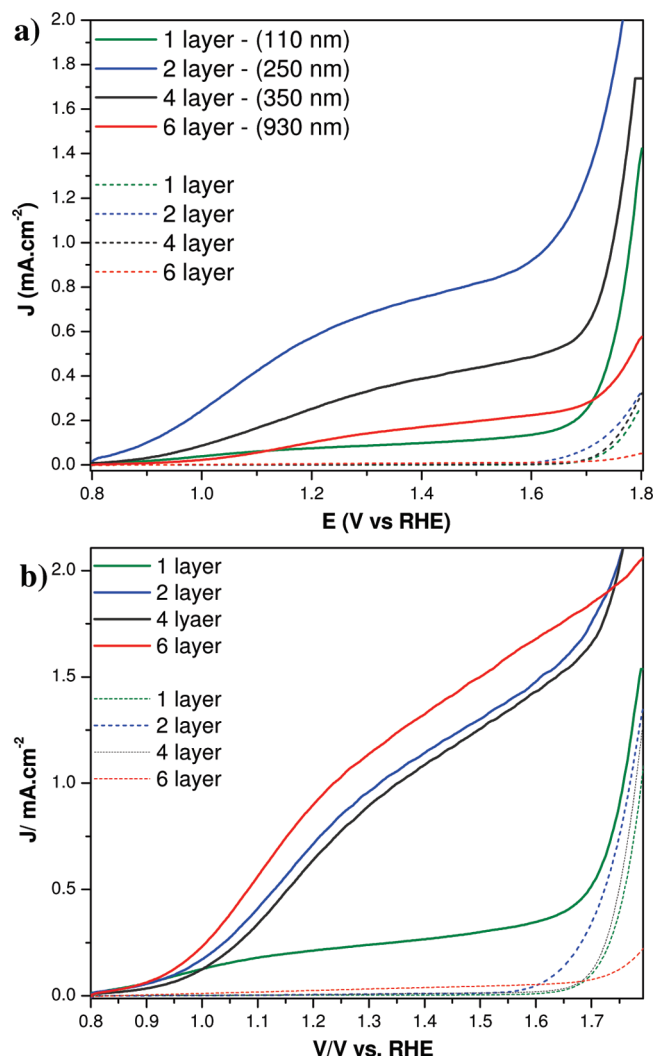 a)
2.0
1.8
1.6
1.4
1.2
1.0
0.8
0.6
0.4
0.2
0.0
J (mA.cm-2)
1 layer - (110 nm)
2 layer - (250 nm)
4 layer - (350 nm)
6 layer - (930 nm)
1 layer
2 layer
4 layer
6 layer
0.8 1.0 1.2 1.4 1.6 1.8
E (V vs RHE)
b)
2.0
1.5
1.0
0.5
0.0
J/ mA.cm-2
1 layer
2 layer
4 lyaer
6 layer
1 layer
2 layer
4 layer
6 layer
0.8 0.9 1.0 1.1 1.2 1.3 1.4 1.5 1.6 1.7
V/V vs. RHE